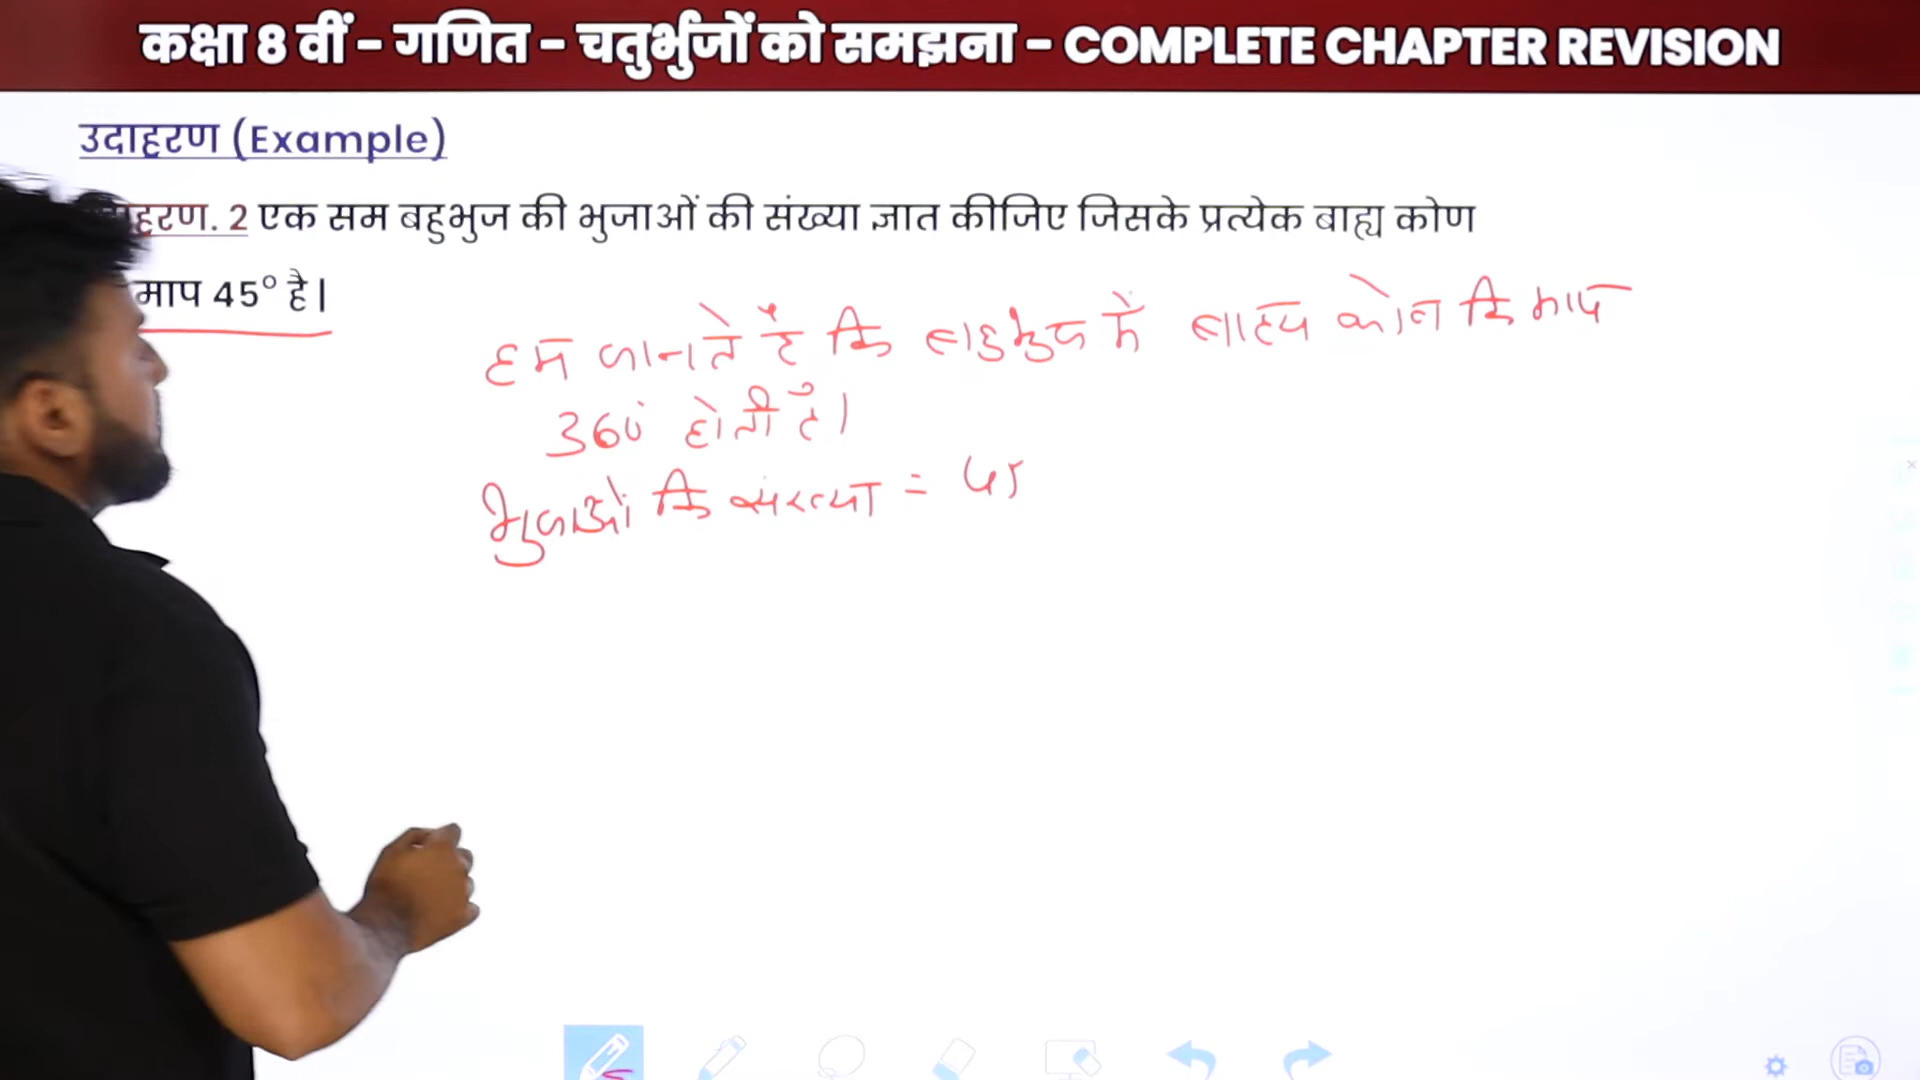 कक्षा 8 वीं - गणित - चतुर्भुजों को समझना - COMPLETE CHAPTER REVISION
उदाहरण (Example)
हरण. 2 एक सम बहुभुज की भुजाओं की संख्या ज्ञात कीजिए जिसके प्रत्येक बाह्य कोण
माप 45° है|
हम जानते हैं कि बाहुभुज में बाह्य कोन कि माप
360° होती है।
भुजाओं कि संख्या = 45